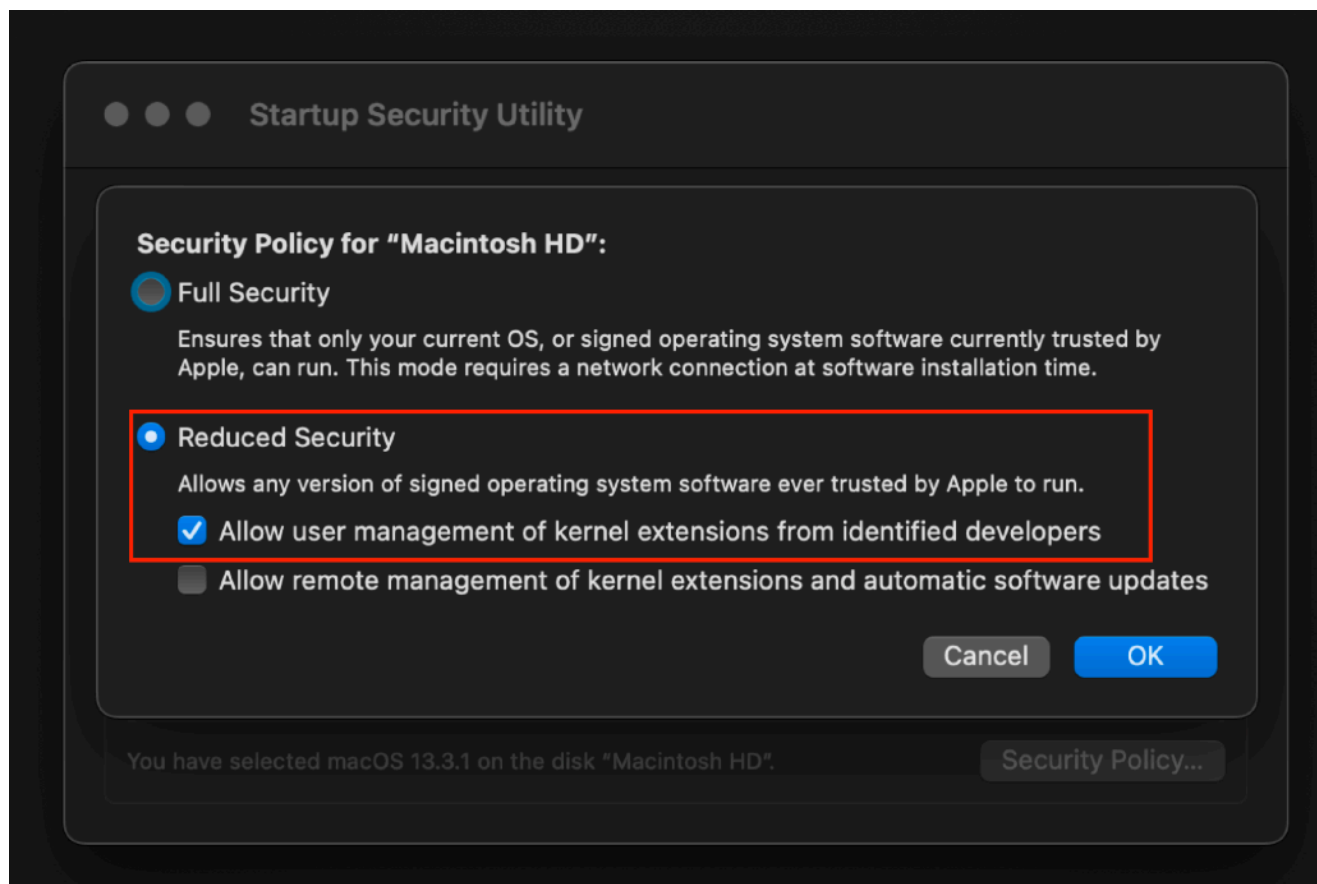 Startup Security Utility
Security Policy for “Macintosh HD”:
Full Security
Ensures that only your current OS, or signed operating system software currently trusted by
Apple, can run. This mode requires a network connection at software installation time.
Reduced Security
Allows any version of signed operating system software ever trusted by Apple to run.
Allow user management of kernel extensions from identified developers
Allow remote management of kernel extensions and automatic software updates
Cancel OK
You have selected macOS 13.3.1 on the disk “Macintosh HD”. Security Policy...